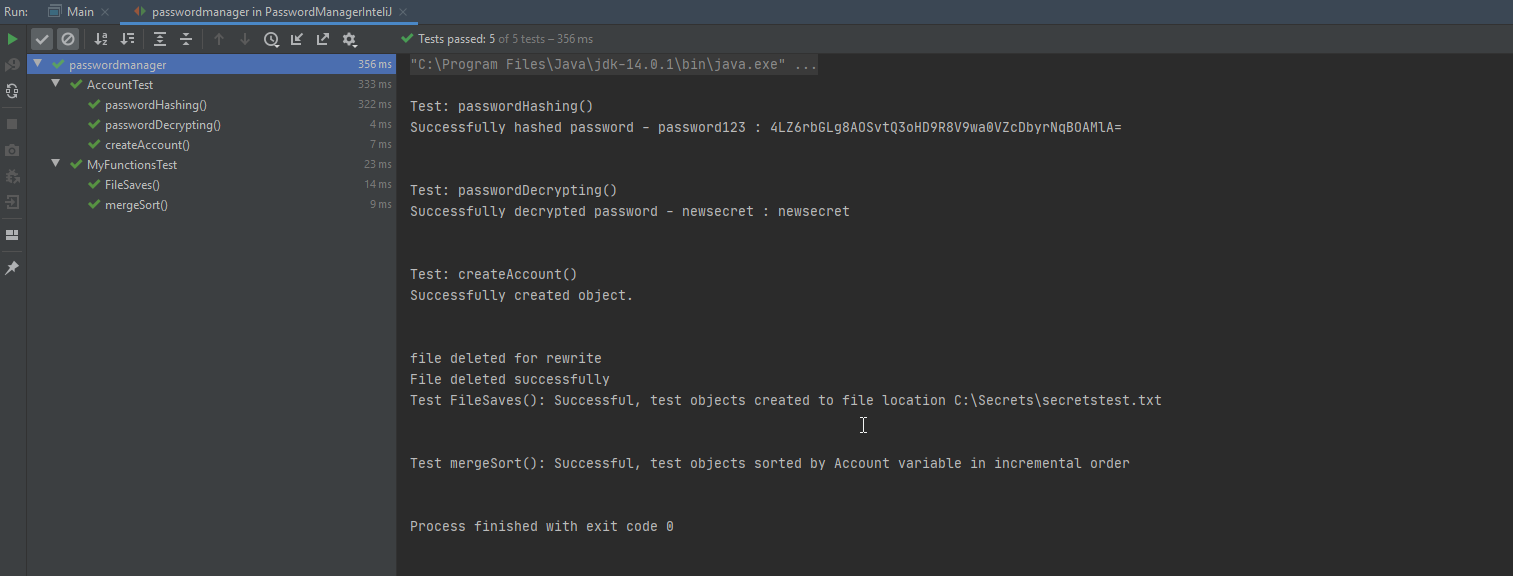 Run: Main × passwordmanager in PasswordManagerInteliJ ×
Tests passed: 5 of 5 tests – 356 ms
passwordmanager 356 ms
AccountTest 333 ms
passwordHashing() 322 ms
passwordDecrypting() 4 ms
createAccount() 7 ms
MyFunctionsTest 23 ms
FileSaves() 14 ms
mergeSort() 9 ms
"C:\Program Files\Java\jdk-14.0.1\bin\java.exe" ...
Test: passwordHashing()
Successfully hashed password - password123 : 4LZ6rbGLg8AOSvtQ3oHD9R8V9wa0VZcDbyrNqBOAMlA=
Test: passwordDecrypting()
Successfully decrypted password - newsecret : newsecret
Test: createAccount()
Successfully created object.
file deleted for rewrite
File deleted successfully
Test FileSaves(): Successful, test objects created to file location C:\Secrets\secretstest.txt
Test mergeSort(): Successful, test objects sorted by Account variable in incremental order
Process finished with exit code 0